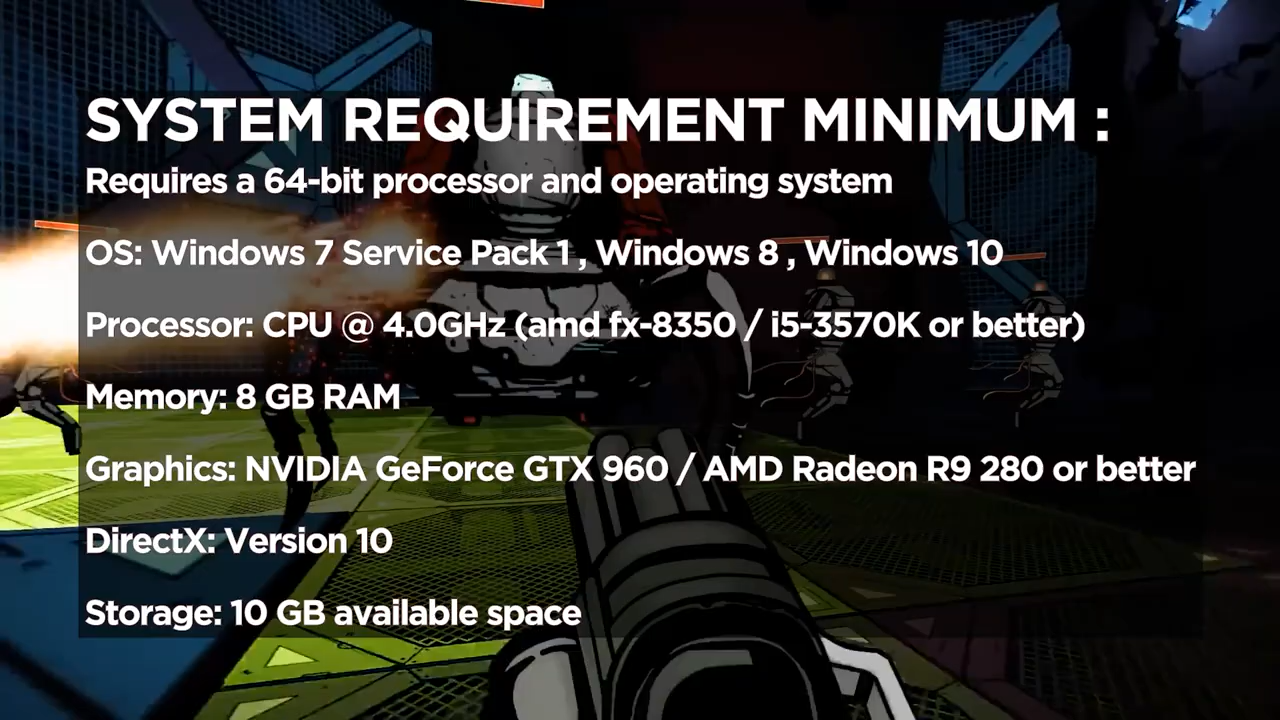 SYSTEM REQUIREMENT MINIMUM :
Requires a 64-bit processor and operating system
OS: Windows 7 Service Pack 1 , Windows 8 , Windows 10
Processor: CPU @ 4.0GHz (amd fx-8350 / i5-3570K or better)
Memory: 8 GB RAM
Graphics: NVIDIA GeForce GTX 960 / AMD Radeon R9 280 or better
DirectX: Version 10
Storage: 10 GB available space